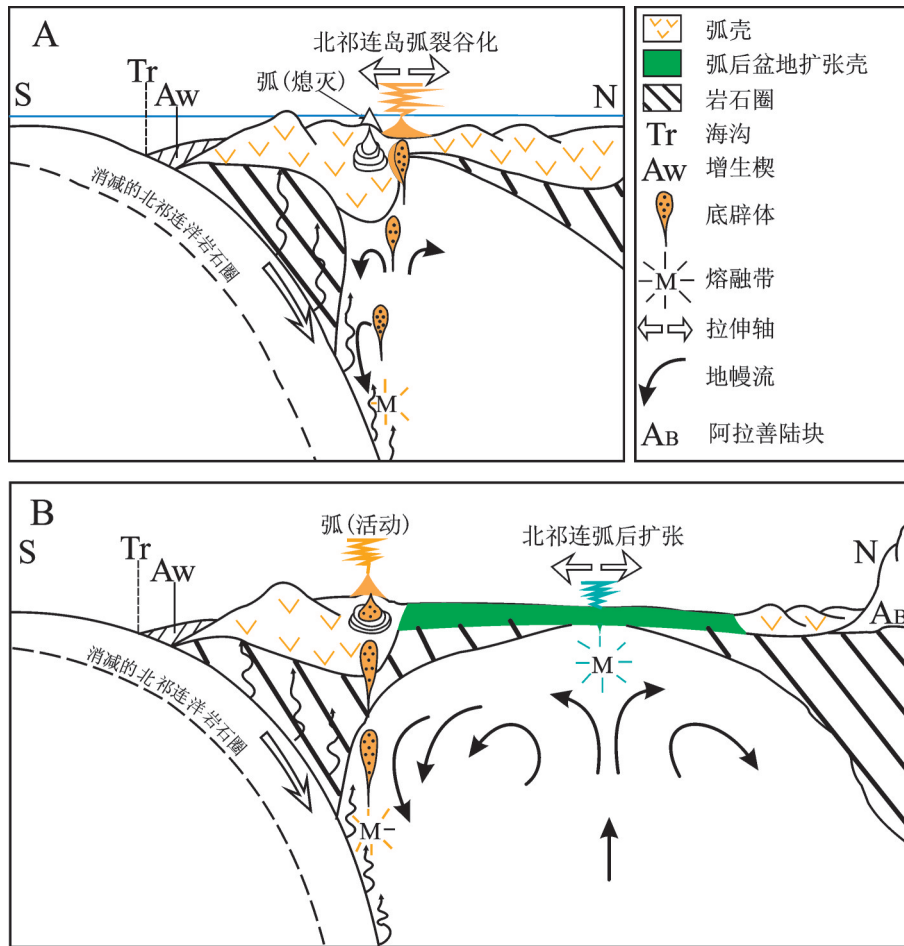 A
北祁连岛弧裂谷化
弧(熄灭)
Tr
Aw
S
N
消减的北祁连洋岩石圈
M
弧壳
弧后盆地扩张壳
岩石圈
Tr 海沟
Aw 增生楔
底辟体
M 熔融带
拉伸轴
地幔流
AB 阿拉善陆块
B
弧(活动)
北祁连弧后扩张
S
Tr
Aw
N
AB
消减的北祁连洋岩石圈
M
M